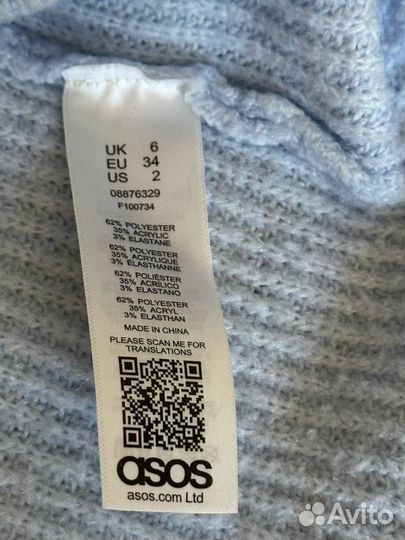 UK 6
EU 34
US 2
08876329
F100734
62% POLYESTER
35% ACRYLIC
3% ELASTANE
62% POLYESTER
35% ACRYLIQUE
3% ELASTHANNE
62% POLIÉSTER
35% ACRÍLICO
3% ELASTANO
62% POLYESTER
35% ACRYL
3% ELASTHAN
MADE IN CHINA
PLEASE SCAN ME FOR
TRANSLATIONS
asos
asos.com Ltd
Avito